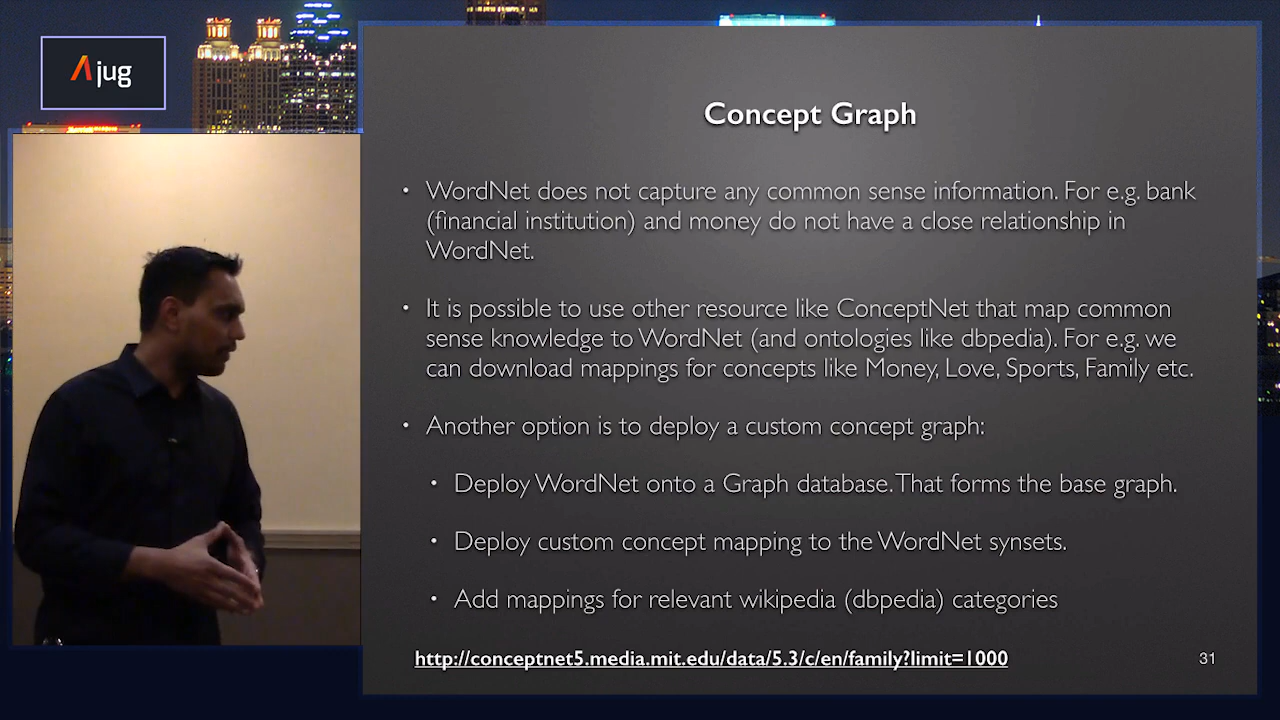 Λjug
Concept Graph
• WordNet does not capture any common sense information. For e.g. bank
(financial institution) and money do not have a close relationship in
WordNet.
• It is possible to use other resource like ConceptNet that map common
sense knowledge to WordNet (and ontologies like dbpedia). For e.g. we
can download mappings for concepts like Money, Love, Sports, Family etc.
• Another option is to deploy a custom concept graph:
• Deploy WordNet onto a Graph database. That forms the base graph.
• Deploy custom concept mapping to the WordNet synsets.
• Add mappings for relevant wikipedia (dbpedia) categories
http://conceptnet5.media.mit.edu/data/5.3/c/en/family?limit=1000
31